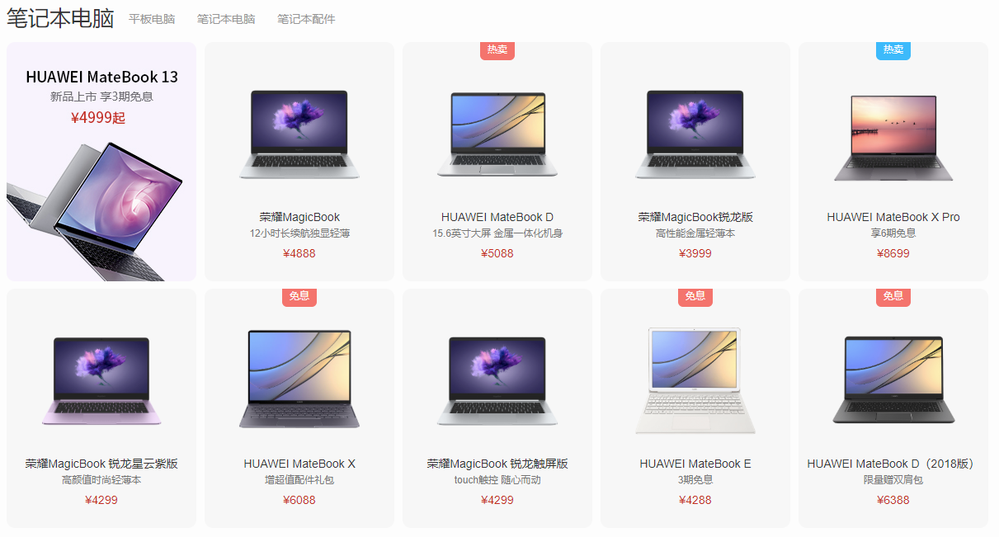 笔记本电脑 平板电脑 笔记本电脑 笔记本配件
HUAWEI MateBook 13
新品上市 享3期免息
¥4999起
荣耀MagicBook
12小时长续航独显轻薄
¥4888
热卖
HUAWEI MateBook D
15.6英寸大屏 金属一体化机身
¥5088
荣耀MagicBook锐龙版
高性能金属轻薄本
¥3999
热卖
HUAWEI MateBook X Pro
享6期免息
¥8699
荣耀MagicBook 锐龙星云紫版
高颜值时尚轻薄本
¥4299
免息
HUAWEI MateBook X
增超值配件礼包
¥6088
荣耀MagicBook 锐龙触屏版
touch触控 随心而动
¥4299
免息
HUAWEI MateBook E
3期免息
¥4288
免息
HUAWEI MateBook D（2018版）
限量赠双肩包
¥6388